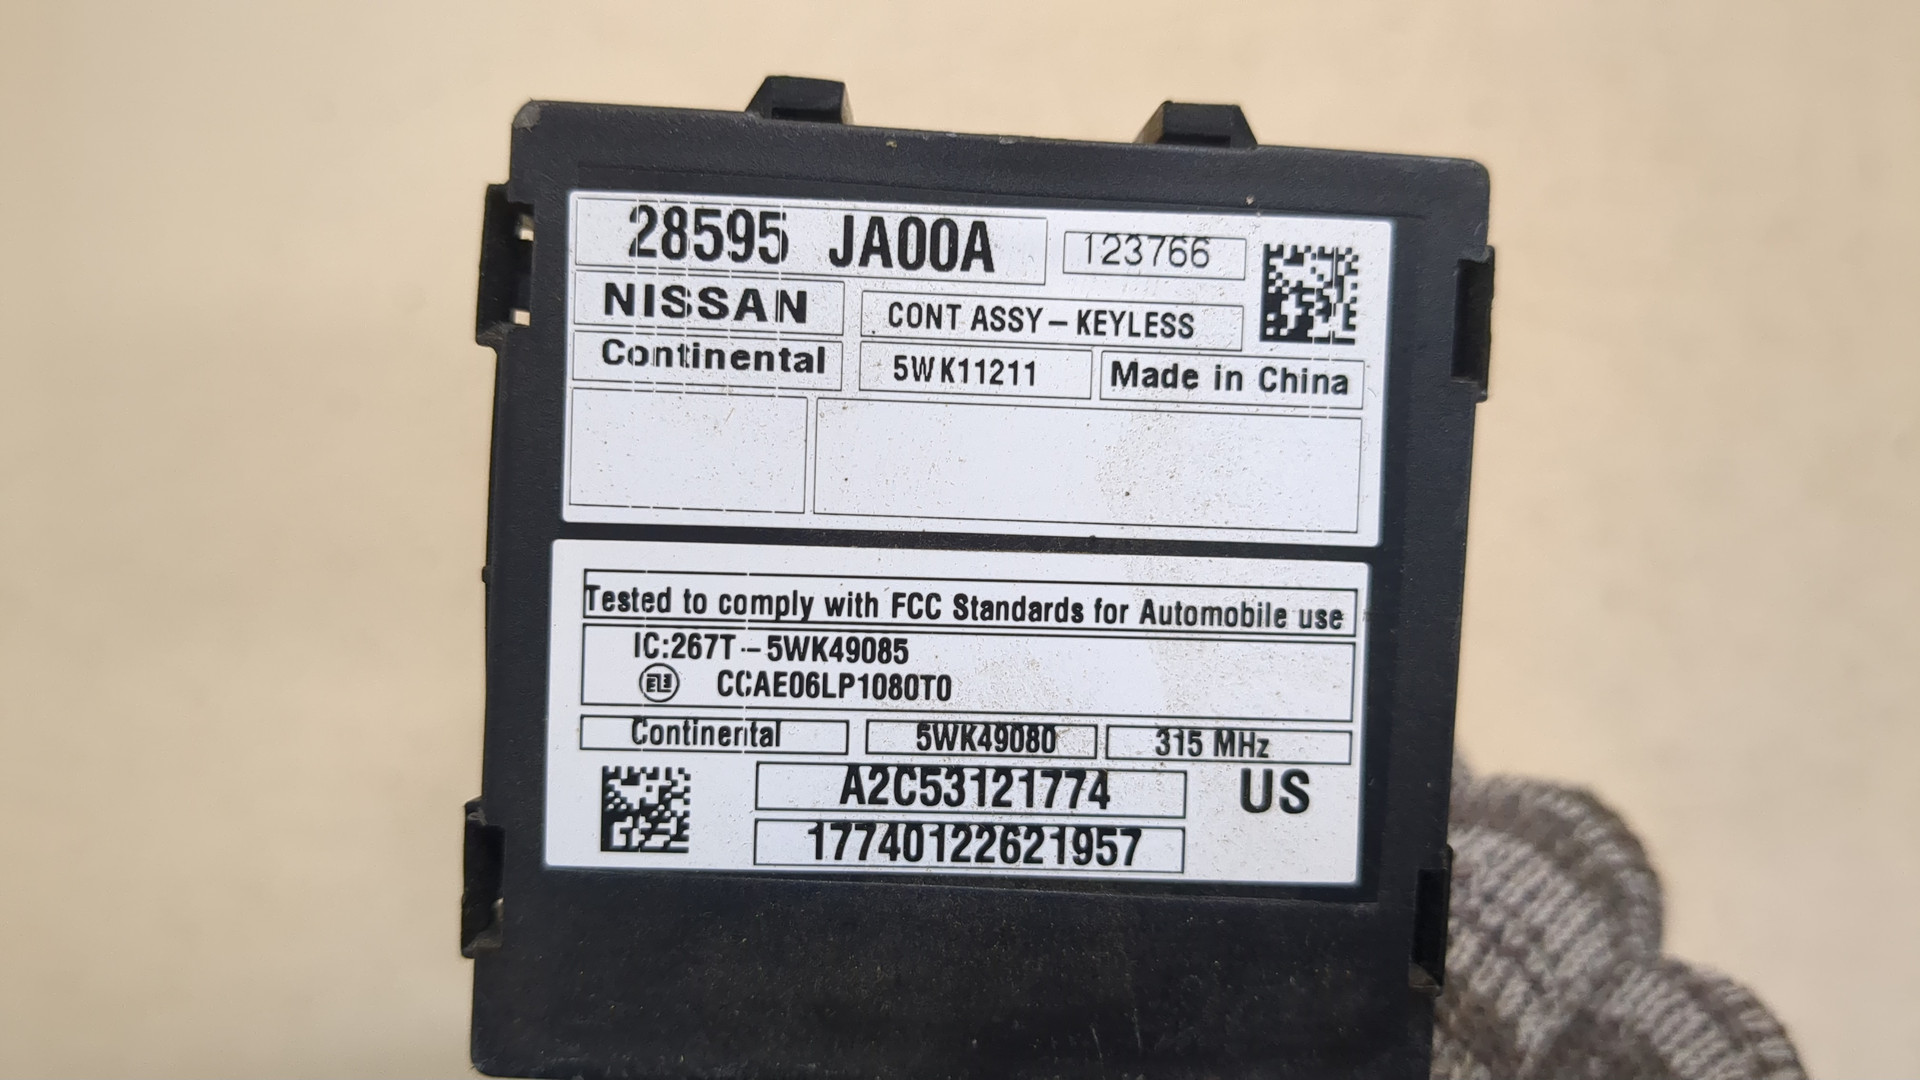 28595 JA00A 123766
NISSAN CONT ASSY – KEYLESS
Continental 5WK11211 Made in China
Tested to comply with FCC Standards for Automobile use
IC:267T--5WK49085
CCAE06LP1080T0
Continental 5WK49080 315 MHz
A2C53121774 US
17740122621957